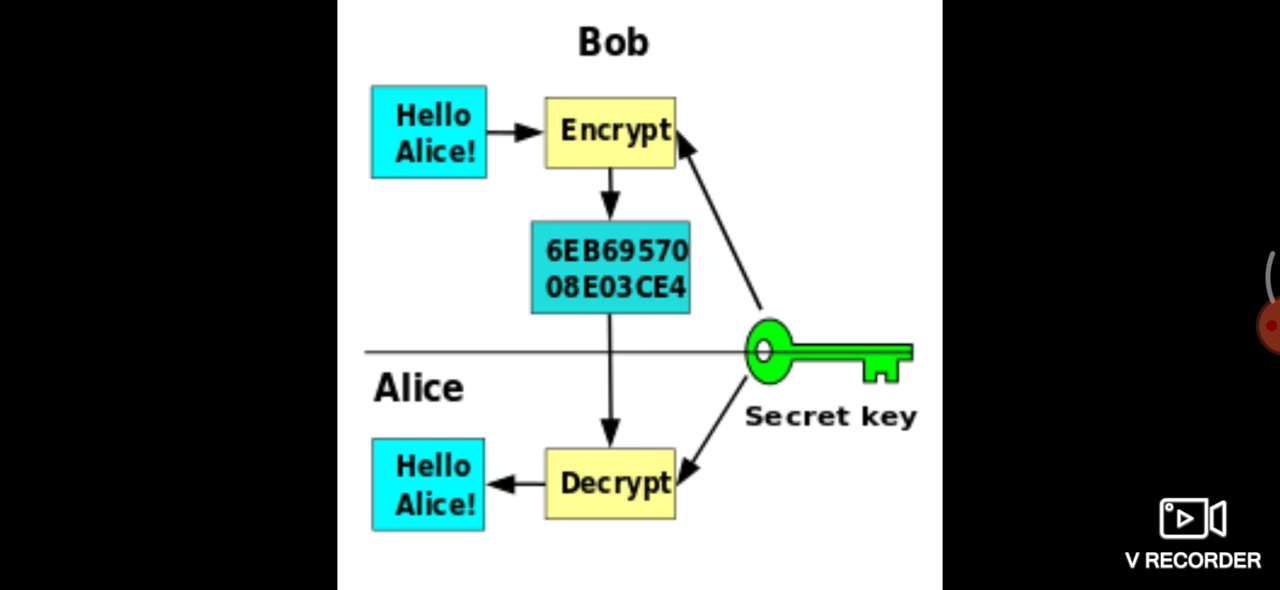 Bob
Hello
Alice!
Encrypt
6EB69570
08E03CE4
Alice
Secret key
Hello
Alice!
Decrypt
V RECORDER